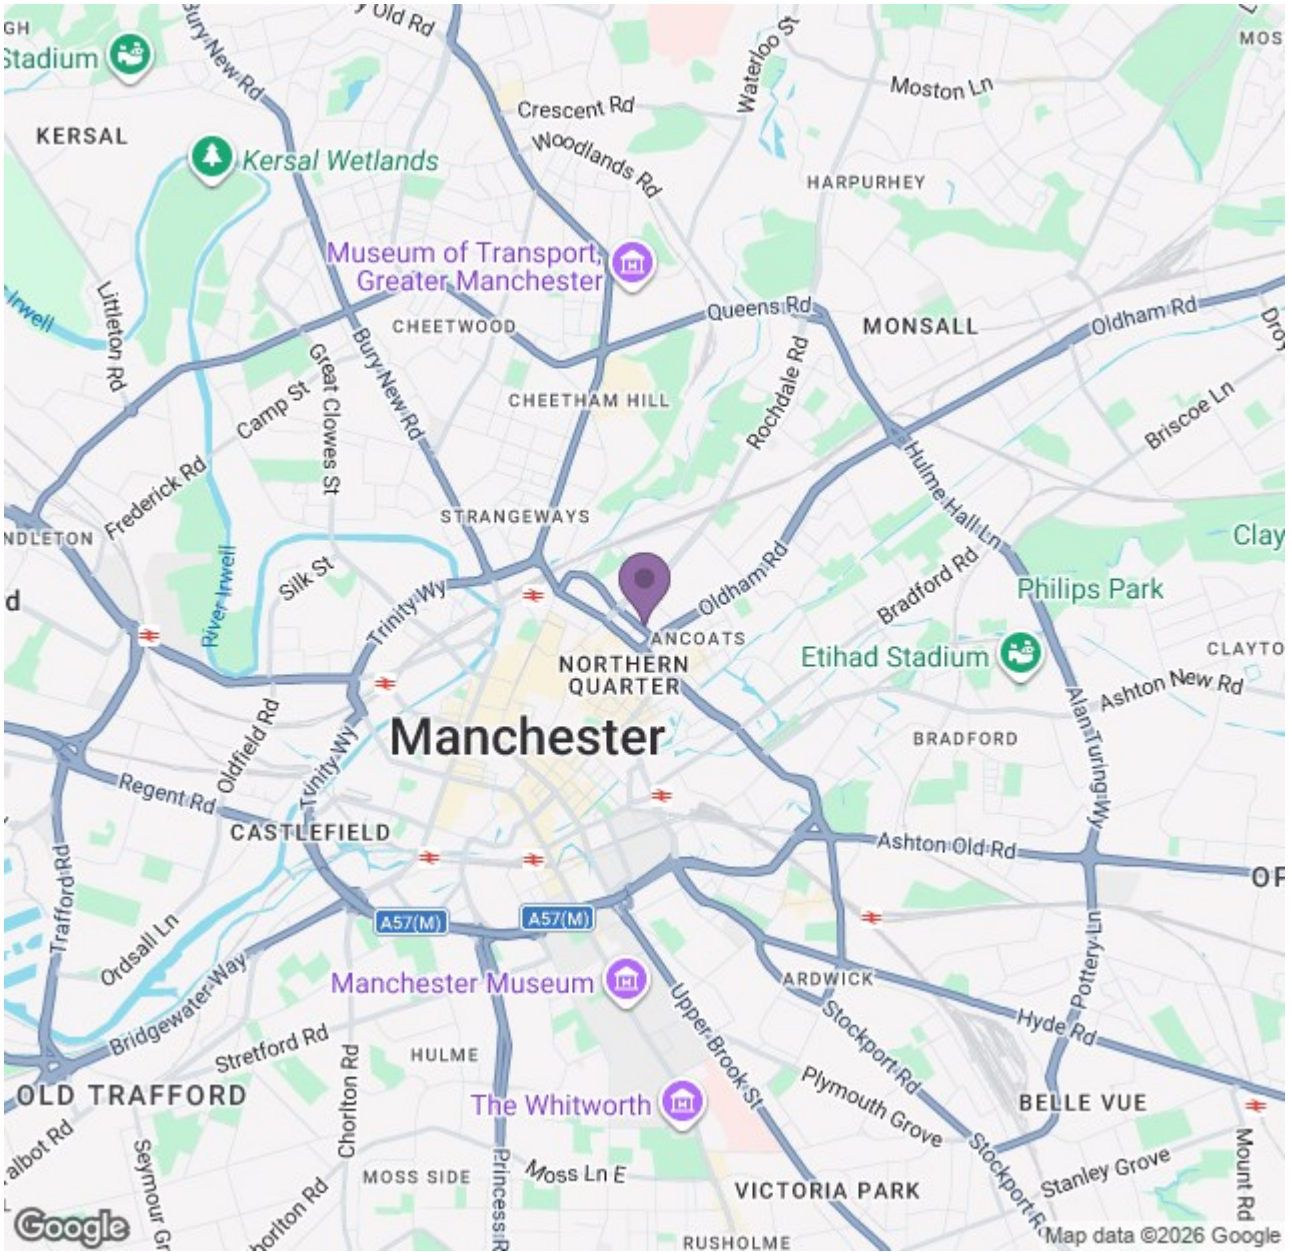 GH
Stadium
Bury New Rd
y Old Rd
Waterloo St
MOS
Crescent Rd
Moston Ln
KERSAL
Kersal Wetlands
Woodlands Rd
HARPURHEY
Museum of Transport,
Greater Manchester
Irwell
Littleton Rd
CHEETWOOD
Queens Rd
MONSALL
Oldham Rd
Droy
Great Clowes St
Bury New Rd
Camp St
CHEETHAM HILL
Rochdale Rd
Briscoe Ln
Frederick Rd
Hulme Hall Ln
STRANGEWAYS
NDLETON
Clay
River Irwell
Silk St
Trinity Wy
Oldham Rd
Bradford Rd
Philips Park
d
ANCOATS
NORTHERN
QUARTER
Etihad Stadium
CLAYTO
Ashton New Rd
Oldfield Rd
Manchester
BRADFORD
Alan Turing Wy
Trinity Wy
Regent Rd
CASTLEFIELD
Ashton Old Rd
OP
Trafford Rd
Ordsall Ln
A57(M)
A57(M)
Pottery Ln
Bridgewater Way
Manchester Museum
ARDWICK
Upper Brook St
Stockport Rd
Hyde Rd
Stretford Rd
HULME
Chorlton Rd
Plymouth Grove
OLD TRAFFORD
The Whitworth
BELLE VUE
albot Rd
Seymour Gr
MOSS SIDE
Princess R
Moss Ln E
Stockport R
Stanley Grove
Mount Rd
VICTORIA PARK
horlton Rd
RUSHOLME
Google
Map data ©2026 Google